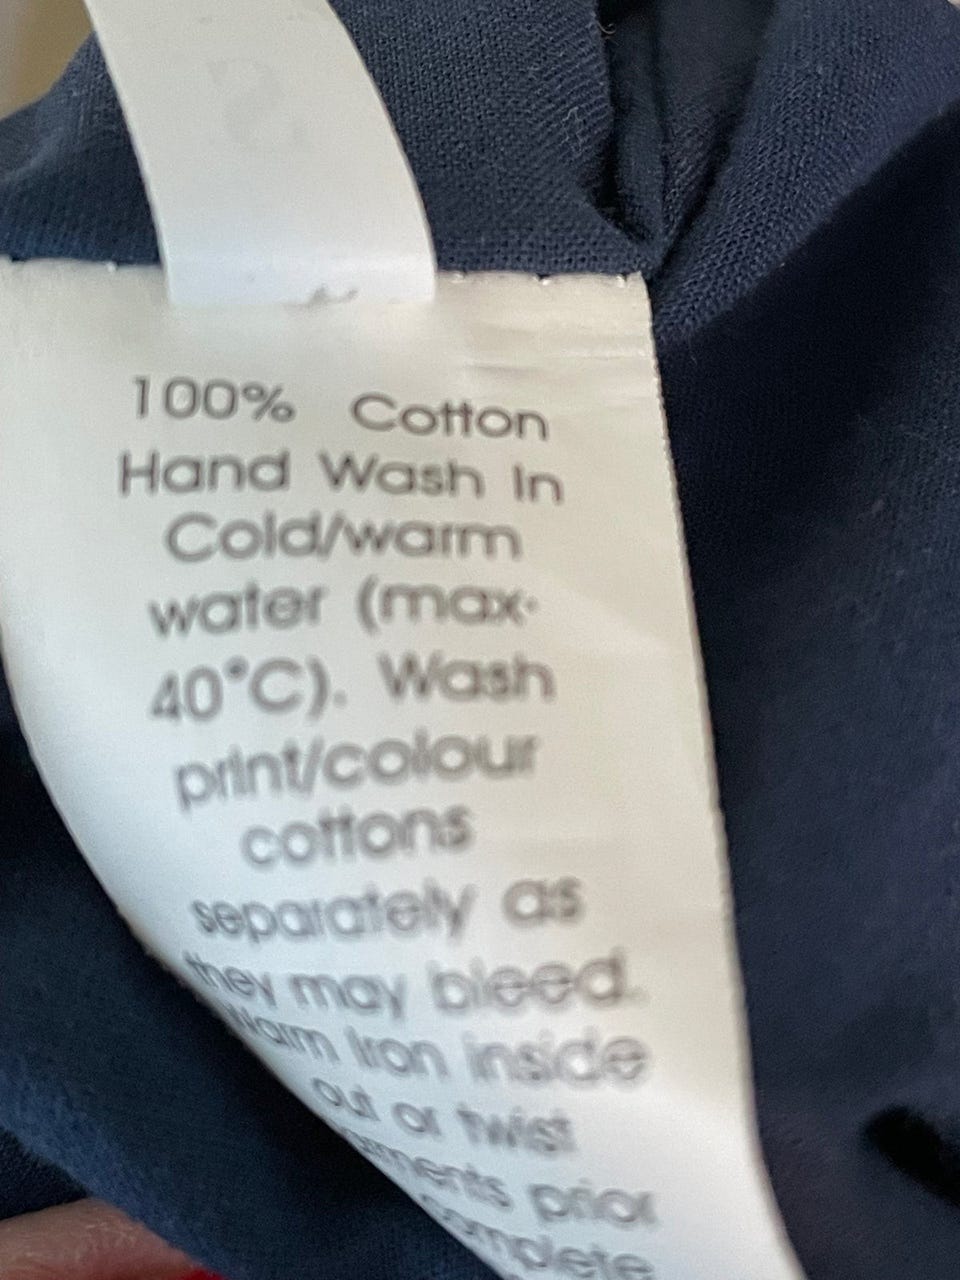 100% Cotton
Hand Wash In
Cold/warm
water (max-
40°C). Wash
print/colour
cottons
separately as
they may bleed.
Warm Iron inside
out or twist
prior